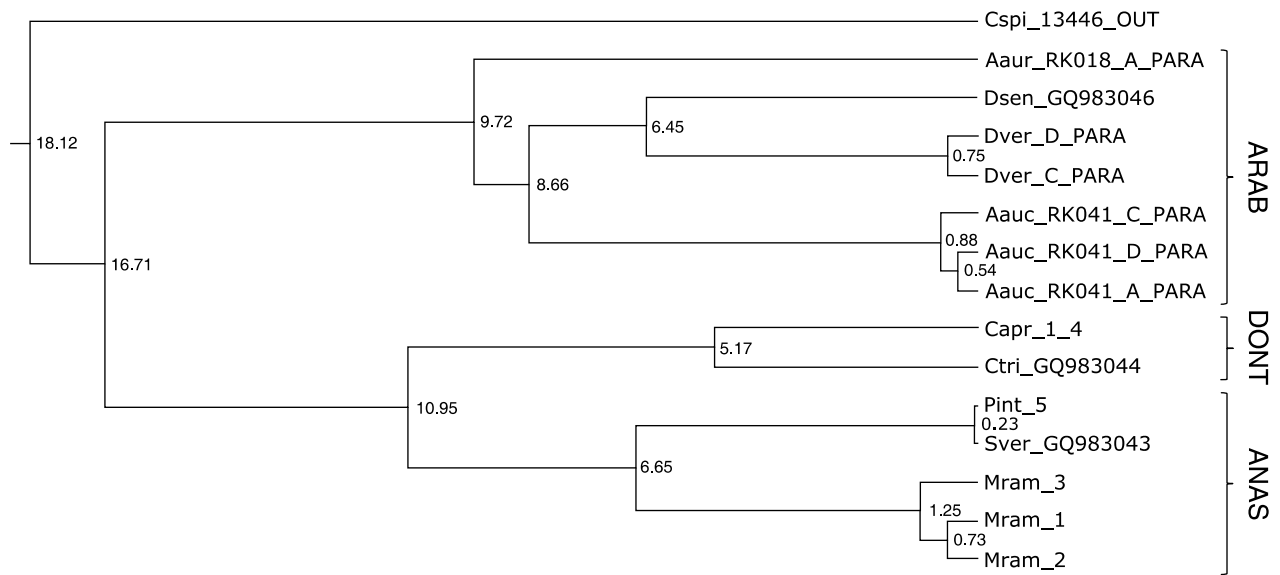 Cspi_13446_OUT
Aaur_RK018_A_PARA
Dsen_GQ983046
9.72
6.45
Dver_D_PARA
18.12
0.75
Dver_C_PARA
8.66
ARAB
Aauc_RK041_C_PARA
0.88
Aauc_RK041_D_PARA
16.71
0.54
Aauc_RK041_A_PARA
Capr_1_4
5.17
DONT
Ctri_GQ983044
10.95
Pint_5
0.23
Sver_GQ983043
6.65
Mram_3
ANAS
1.25
Mram_1
0.73
Mram_2